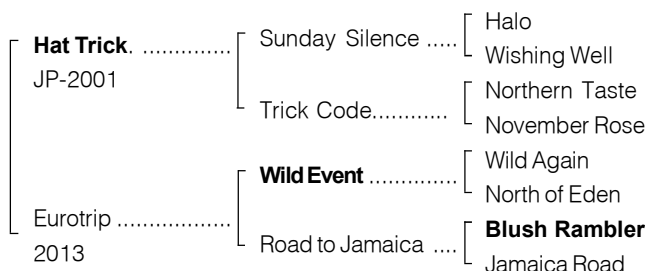 Hat Trick. ..............
JP-2001
Eurotrip .................
2013
Sunday Silence .....
Trick Code............
Wild Event ..............
Road to Jamaica ....
Halo
Wishing Well
Northern Taste
November Rose
Wild Again
North of Eden
Blush Rambler
Jamaica Road